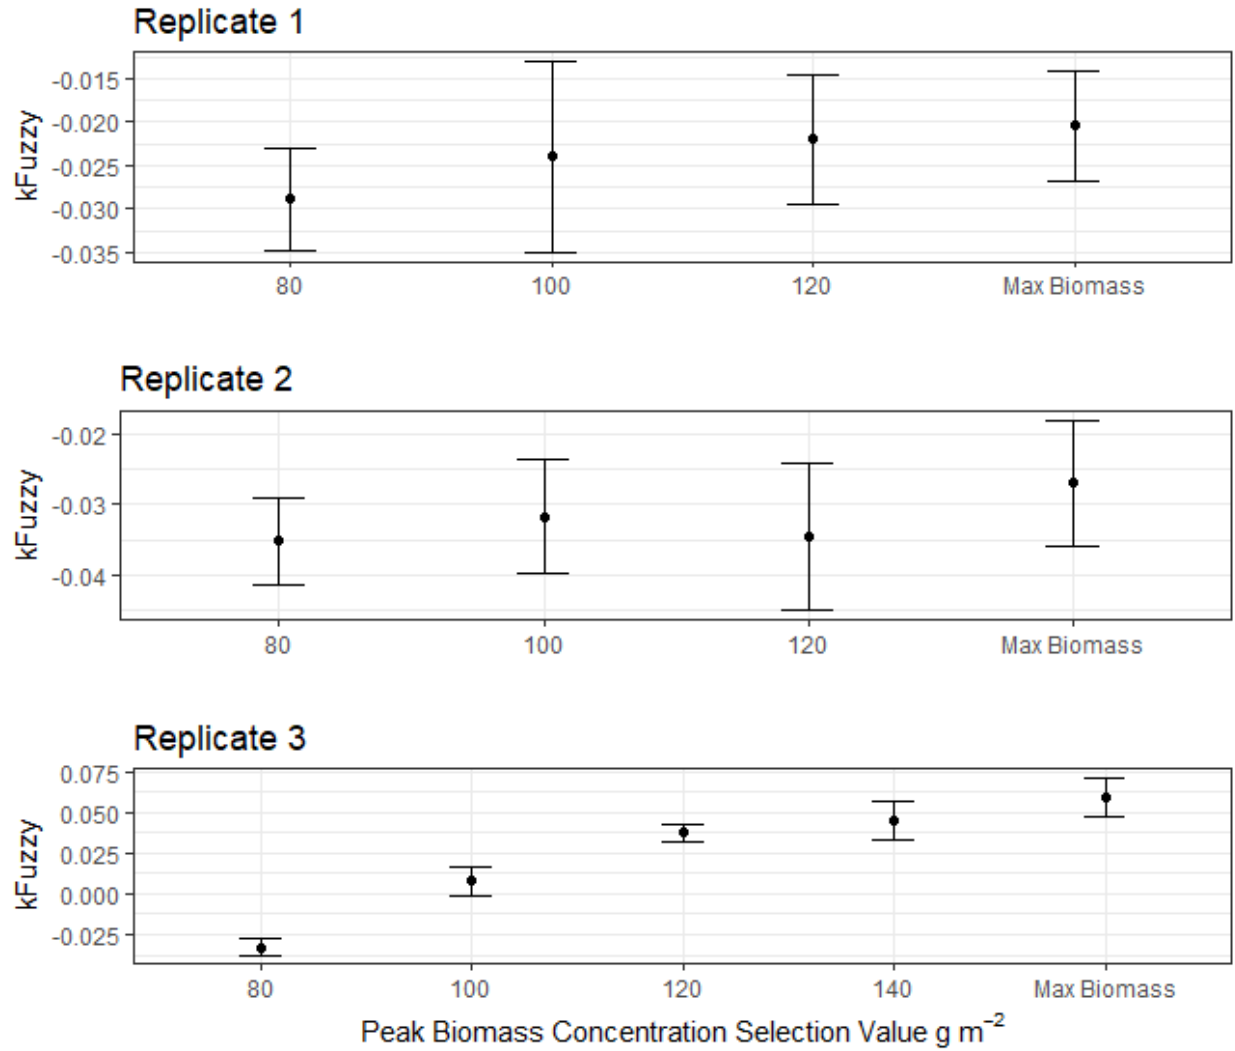 Replicate 1
kFuzzy
-0.015
-0.020
-0.025
-0.030
-0.035
80 100 120 Max Biomass
Replicate 2
kFuzzy
-0.02
-0.03
-0.04
80 100 120 Max Biomass
Replicate 3
kFuzzy
0.075
0.050
0.025
0.000
-0.025
80 100 120 140 Max Biomass
Peak Biomass Concentration Selection Value g m⁻²